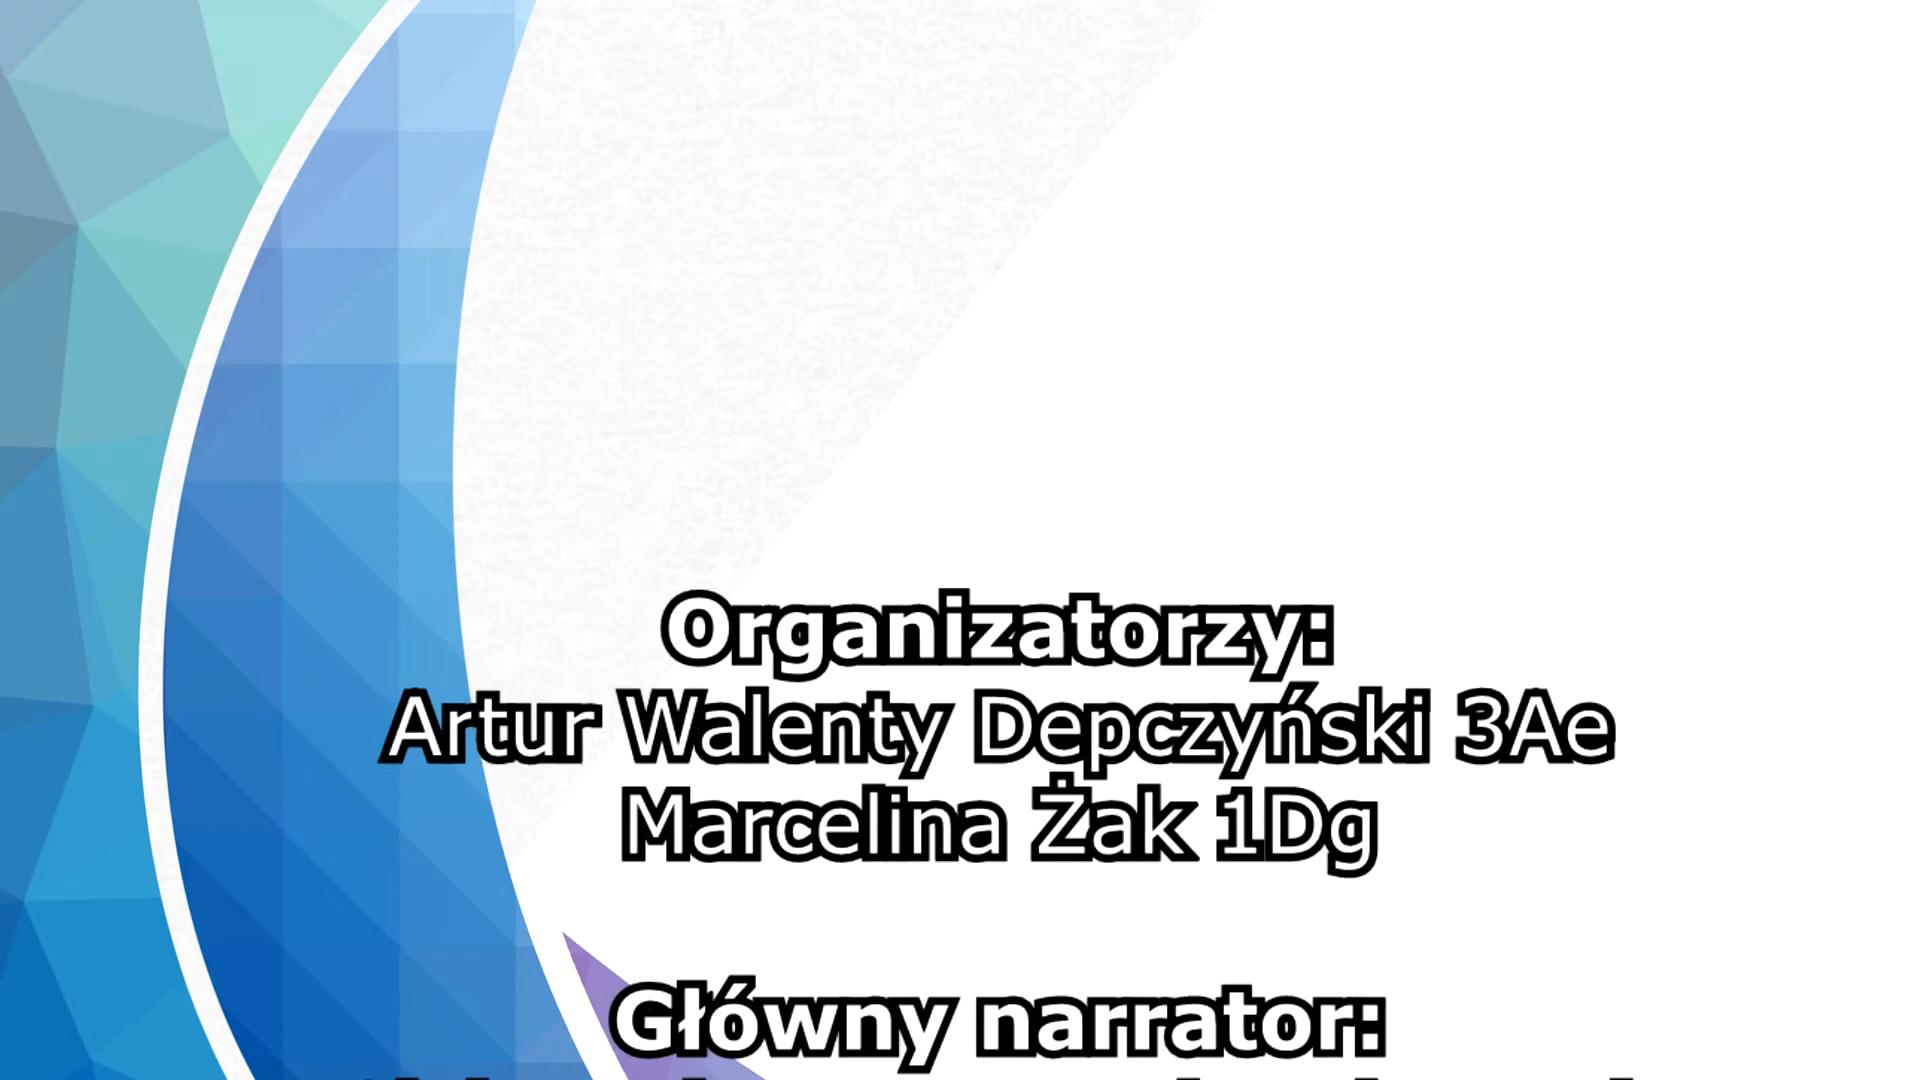 Organizatorzy:
Artur Walenty Depczyński 3Ae
Marcelina Żak 1Dg
Główny narrator: